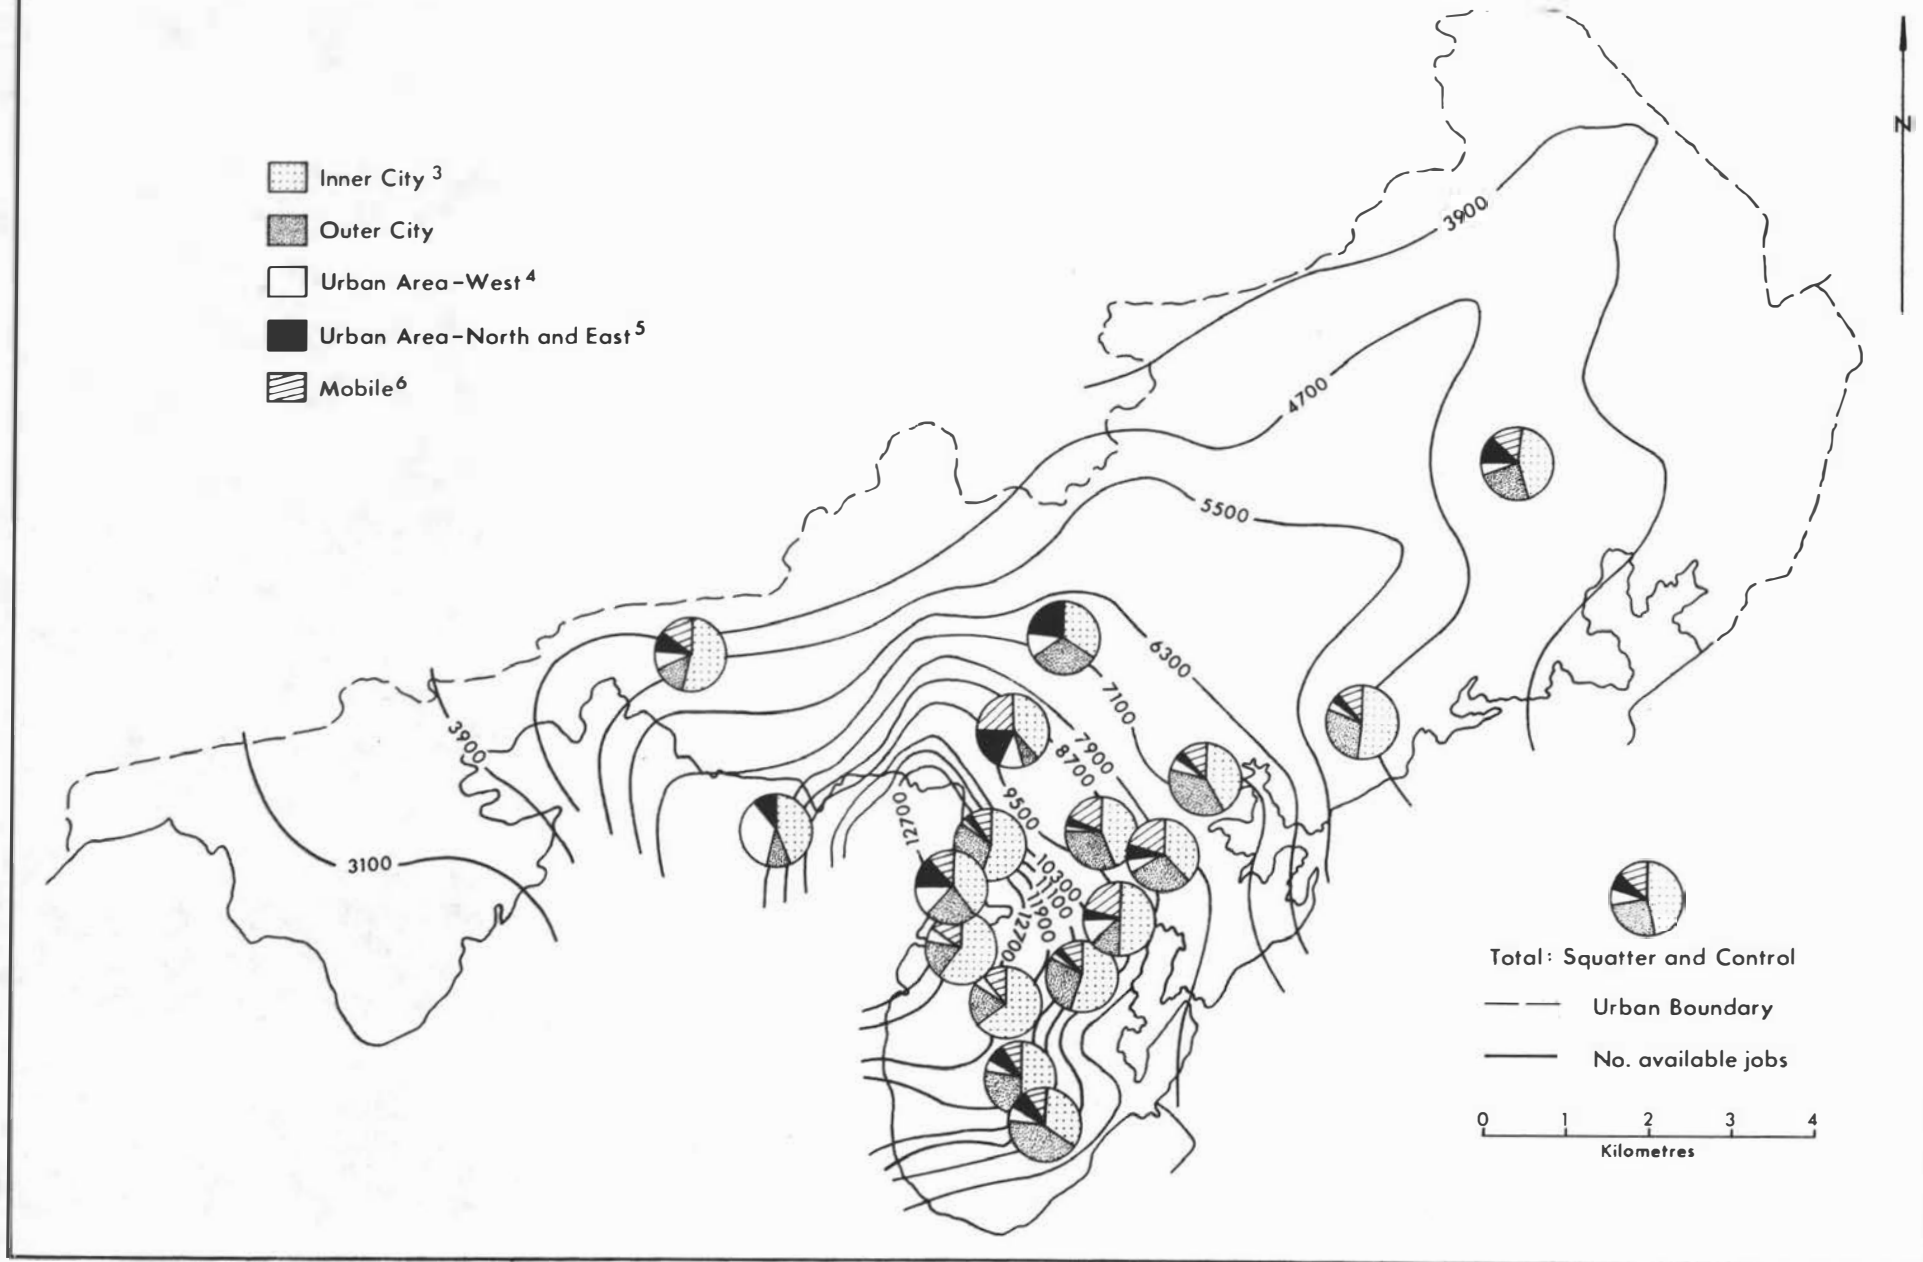 N
Inner City 3
Outer City
Urban Area-West 4
Urban Area-North and East 5
Mobile 6
3900
4700
5500
6300
7100
7900
8700
9500
10300
11100
11900
12700
12700
3900
3100
Total: Squatter and Control
Urban Boundary
No. available jobs
0 1 2 3 4
Kilometres